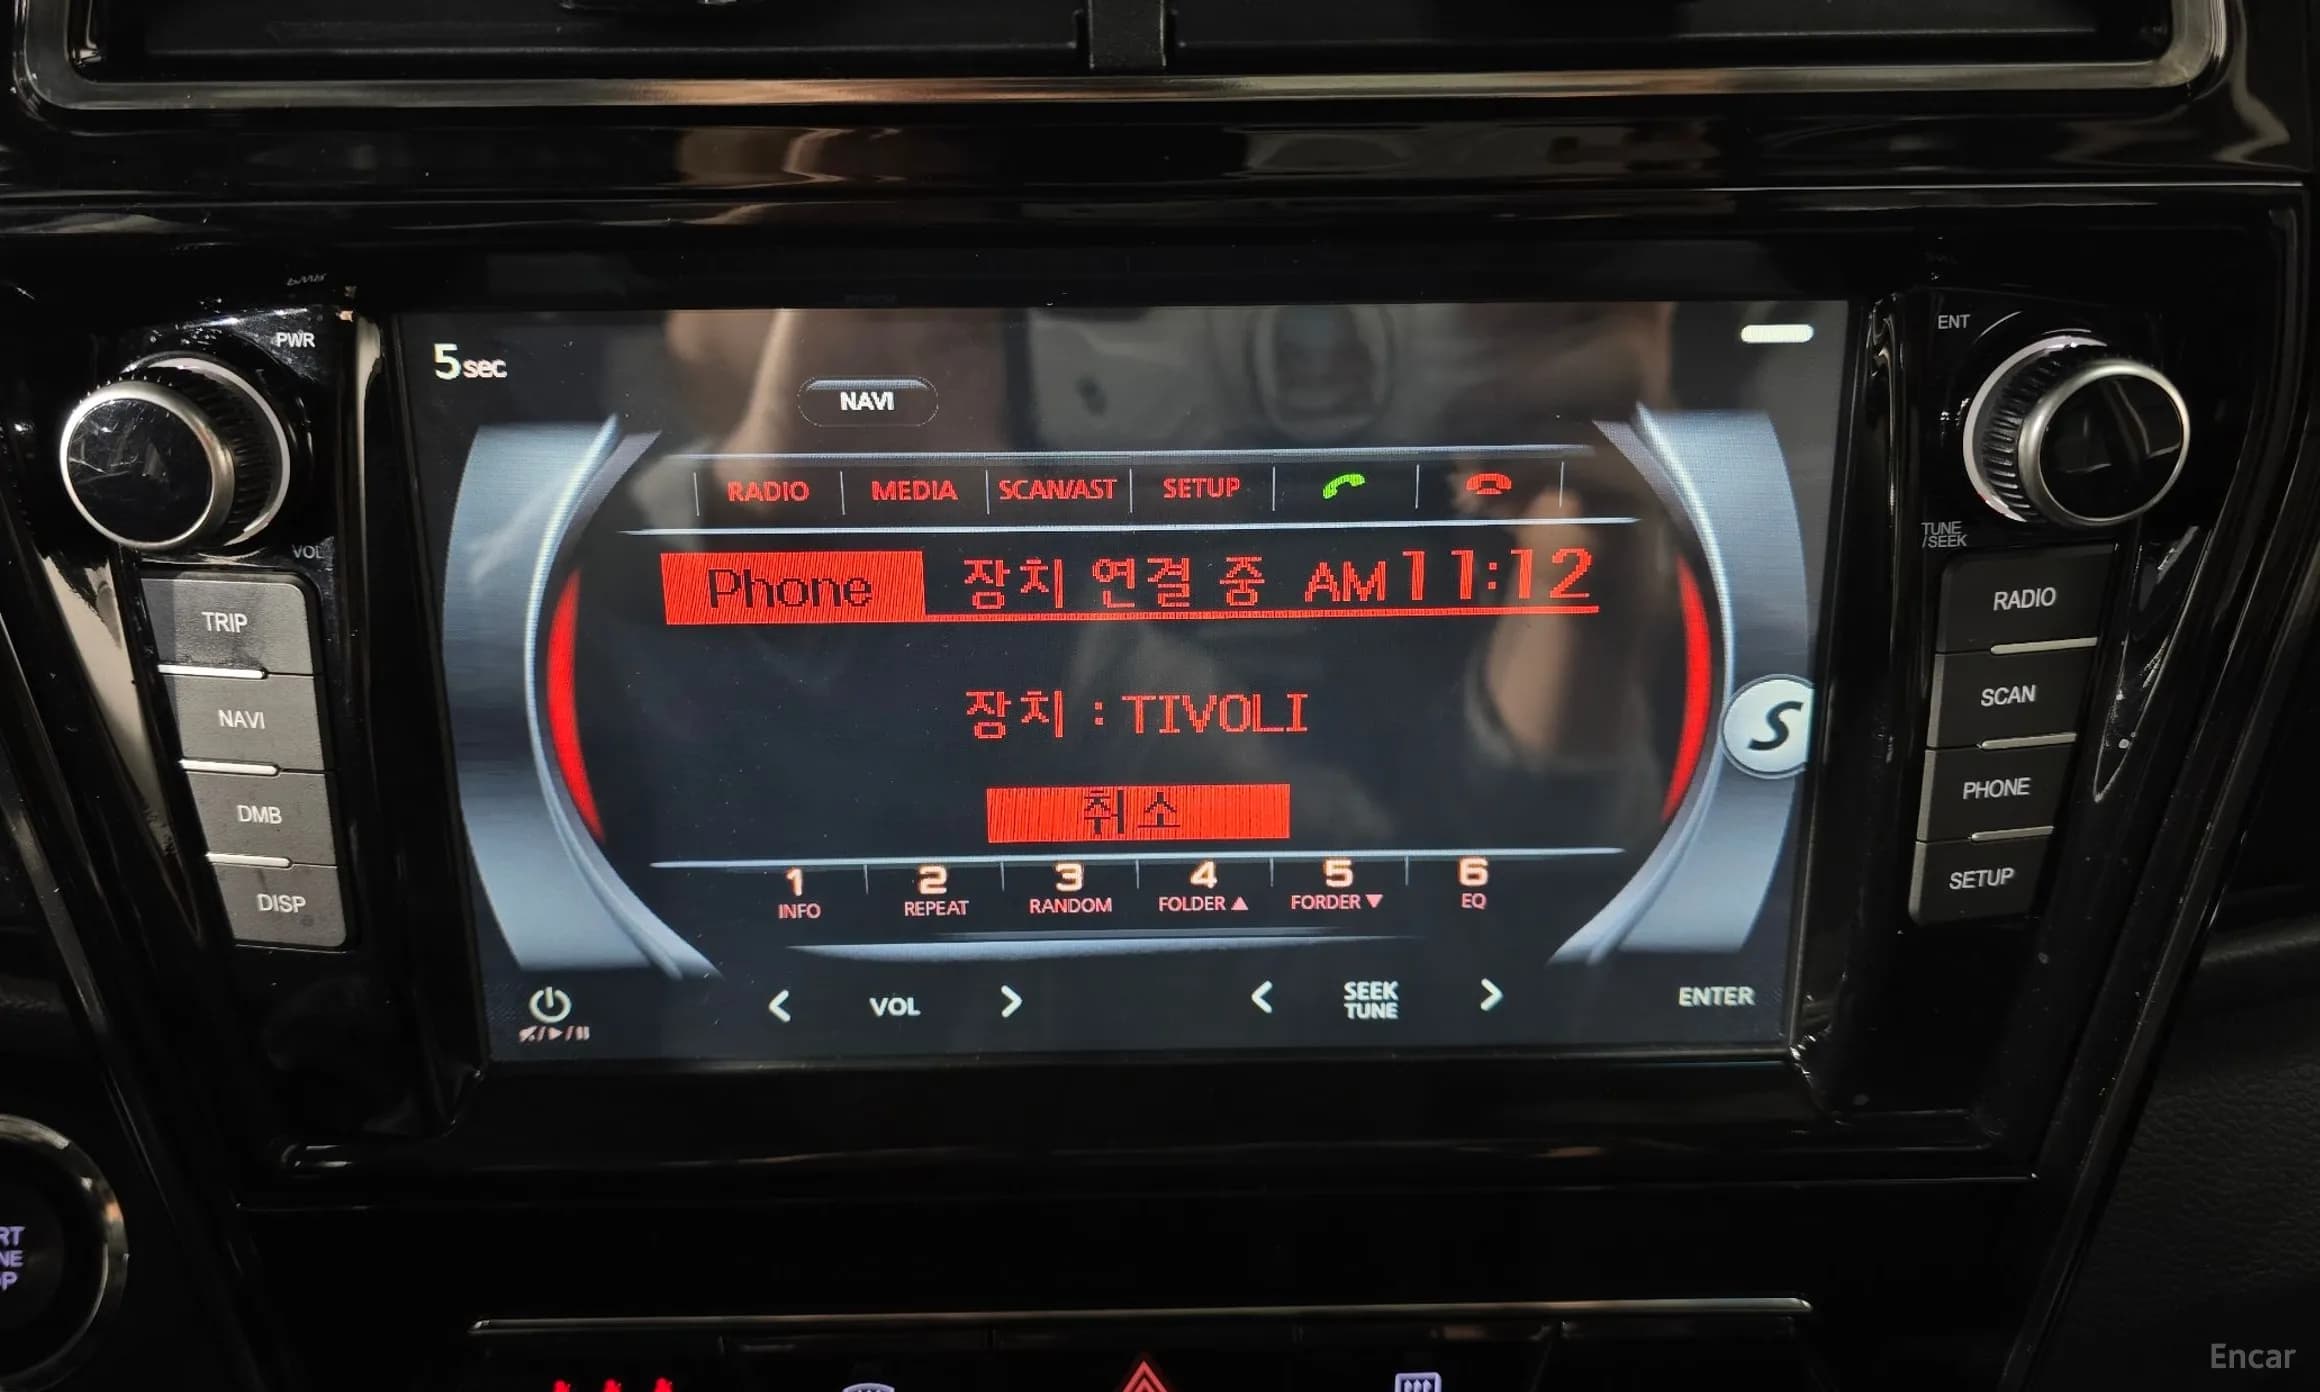 PWR
ENT
5sec
NAVI
RADIO MEDIA SCAN/AST SETUP
VOL
TUNE
/SEEK
Phone 장치 연결 중 AM 11:12
TRIP
RADIO
장치 : TIVOLI
NAVI
SCAN
S
취소
DMB
PHONE
1 2 3 4 5 6
INFO REPEAT RANDOM FOLDER▲ FORDER▼ EQ
DISP
SETUP
< VOL > < SEEK TUNE > ENTER
Encar